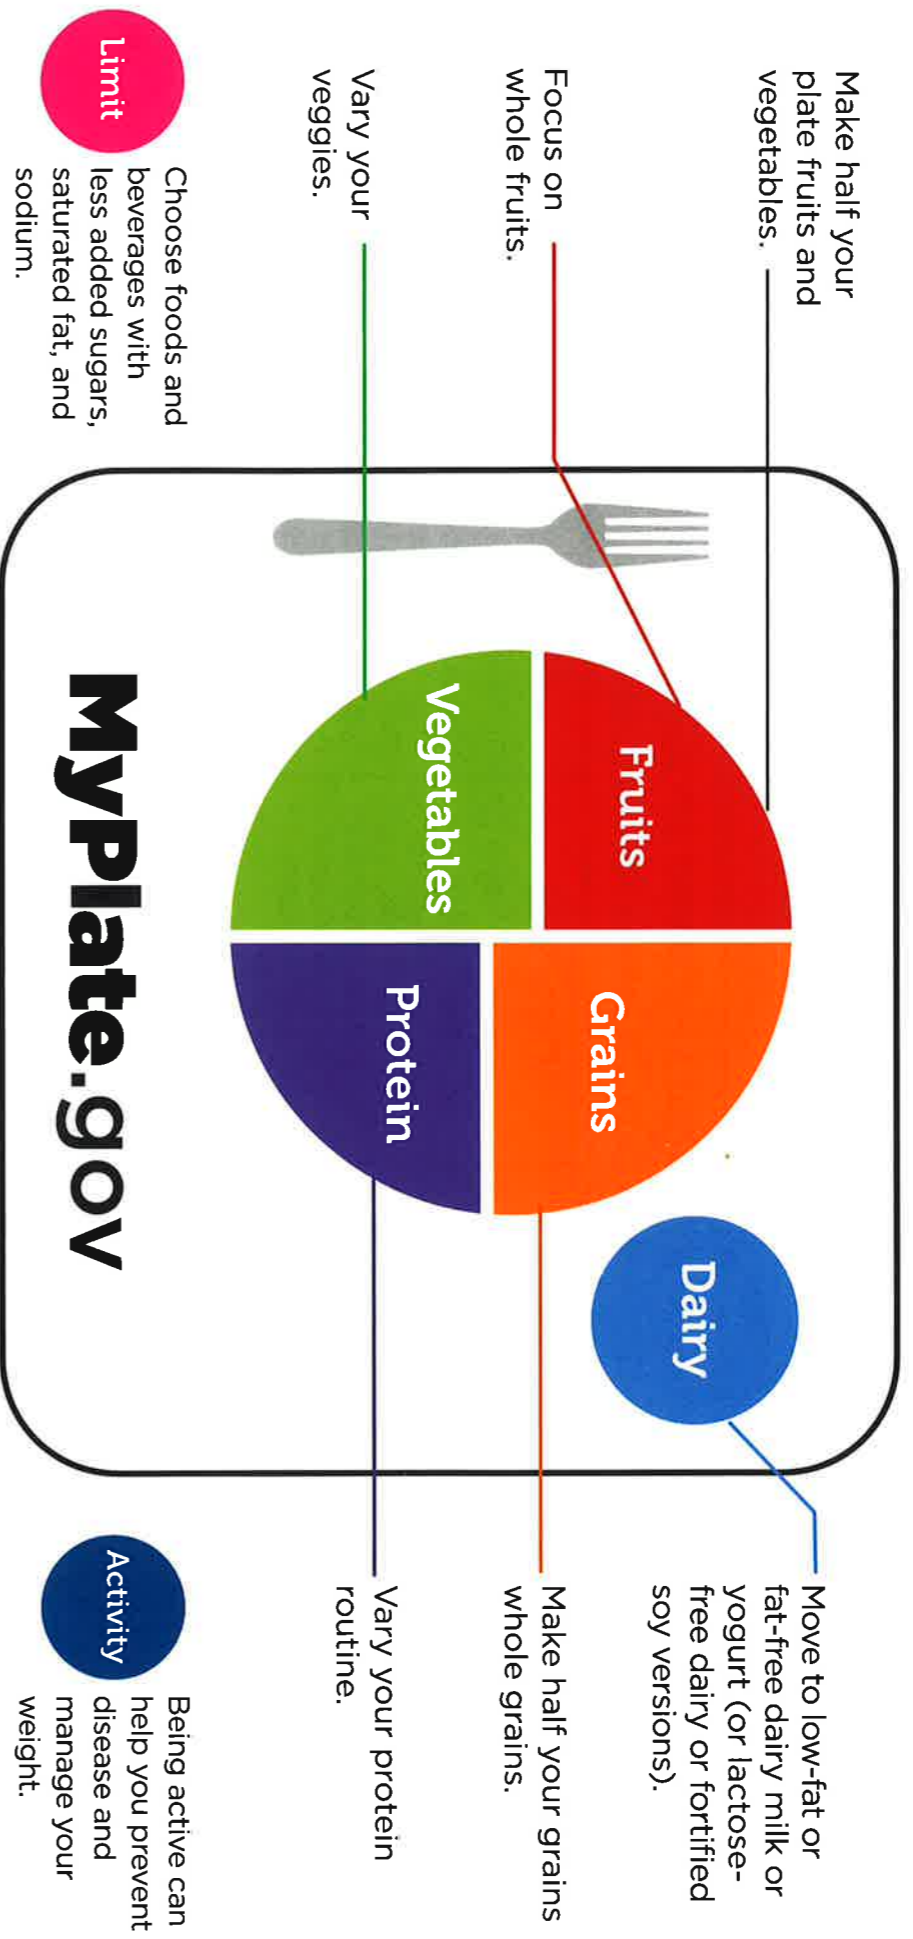 Make half your
plate fruits and
vegetables.
Focus on
whole fruits.
Vary your
veggies.
Limit
Choose foods and
beverages with
less added sugars,
saturated fat, and
sodium.
Fruits
Vegetables
Grains
Protein
Dairy
MyPlate.gov
Move to low-fat or
fat-free dairy milk or
yogurt (or lactose-
free dairy or fortified
soy versions).
Make half your grains
whole grains.
Vary your protein
routine.
Activity
Being active can
help you prevent
disease and
manage your
weight.